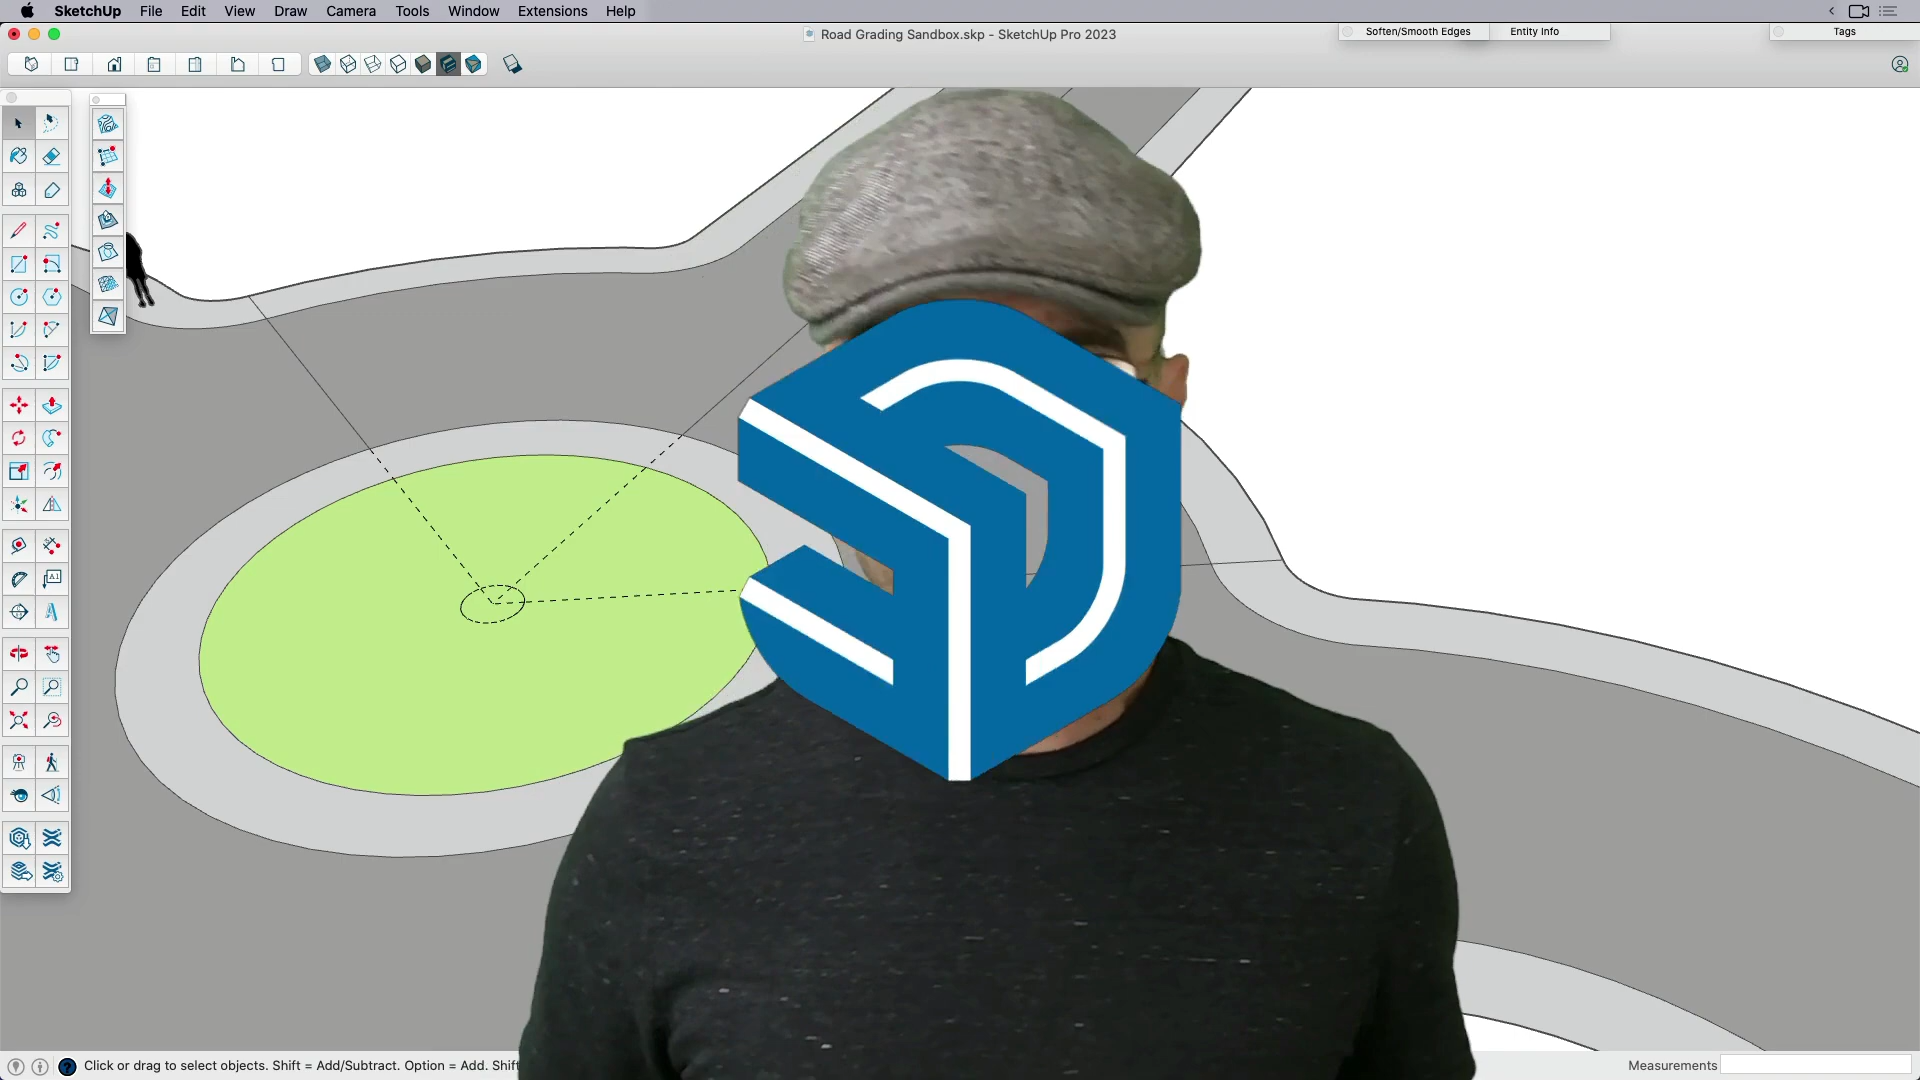 SketchUp File Edit View Draw Camera Tools Window Extensions Help
Road Grading Sandbox.skp - SketchUp Pro 2023
Soften/Smooth Edges
Entity Info
Tags
A1
Click or drag to select objects. Shift = Add/Subtract. Option = Add. Shift
Measurements